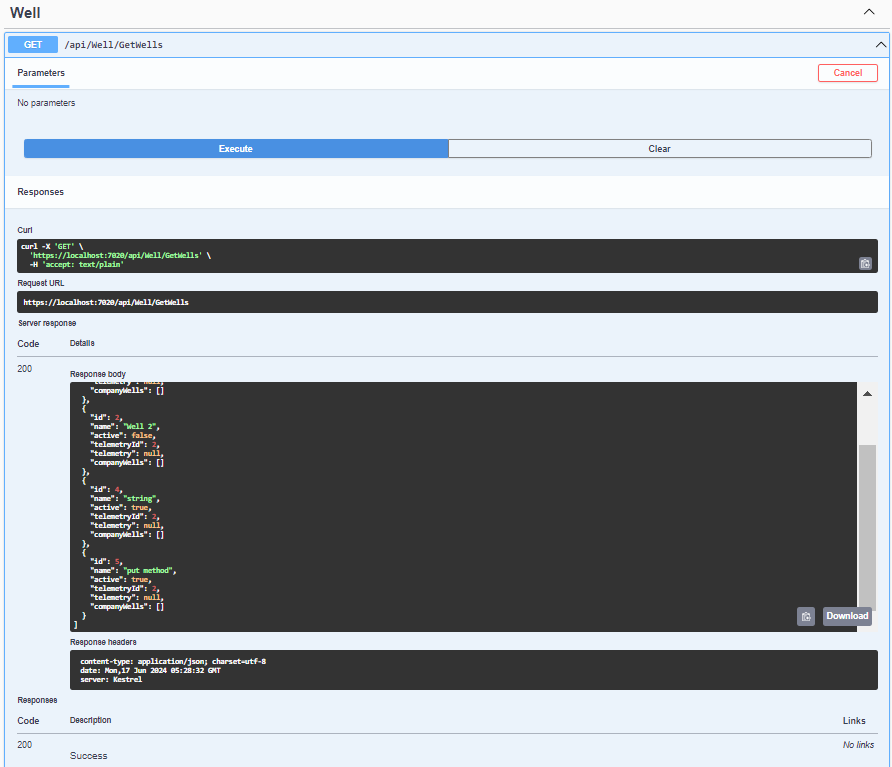 Well
GET /api/Well/GetWells
Parameters
Cancel
No parameters
Execute
Clear
Responses
Curl
curl -X 'GET' \
'https://localhost:7020/api/Well/GetWells' \
-H 'accept: text/plain'
Request URL
https://localhost:7020/api/Well/GetWells
Server response
Code Details
200
Response body
"telemetry": null,
"companyWells": []
},
{
"id": 2,
"name": "Well 2",
"active": false,
"telemetryId": 2,
"telemetry": null,
"companyWells": []
},
{
"id": 4,
"name": "string",
"active": true,
"telemetryId": 2,
"telemetry": null,
"companyWells": []
},
{
"id": 5,
"name": "put method",
"active": true,
"telemetryId": 2,
"telemetry": null,
"companyWells": []
}
]
Download
Response headers
content-type: application/json; charset=utf-8
date: Mon,17 Jun 2024 05:28:32 GMT
server: Kestrel
Responses
Code Description Links
200 No links
Success